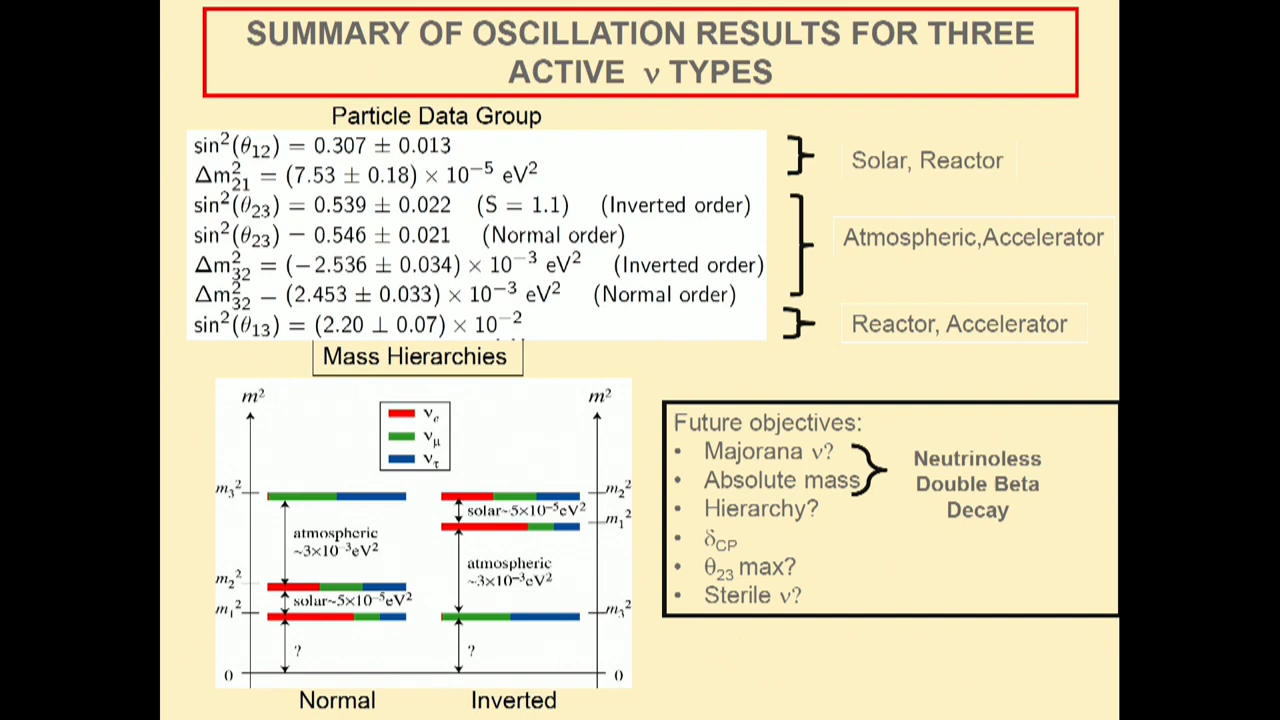 SUMMARY OF OSCILLATION RESULTS FOR THREE
ACTIVE ν TYPES
Particle Data Group
sin²(θ₁₂) = 0.307 ± 0.013
Δm²₂₁ = (7.53 ± 0.18) × 10⁻⁵ eV²
sin²(θ₂₃) = 0.539 ± 0.022 (S = 1.1) (Inverted order)
sin²(θ₂₃) − 0.546 ± 0.021 (Normal order)
Δm²₃₂ = (−2.536 ± 0.034) × 10⁻³ eV² (Inverted order)
Δm²₃₂ − (2.453 ± 0.033) × 10⁻³ eV² (Normal order)
sin²(θ₁₃) = (2.20 ⊥ 0.07) × 10⁻²
Solar, Reactor
Atmospheric,Accelerator
Reactor, Accelerator
Mass Hierarchies
m²
m²
νe
νμ
ντ
m₃²
m₂²
solar~5×10⁻⁵eV²
m₁²
atmospheric
~3×10⁻³eV²
atmospheric
~3×10⁻³eV²
m₂²
solar~5×10⁻⁵eV²
m₁²
m₃²
?
?
0
0
Normal
Inverted
Future objectives:
• Majorana ν?
• Absolute mass
• Hierarchy?
• δCP
• θ₂₃ max?
• Sterile ν?
Neutrinoless
Double Beta
Decay